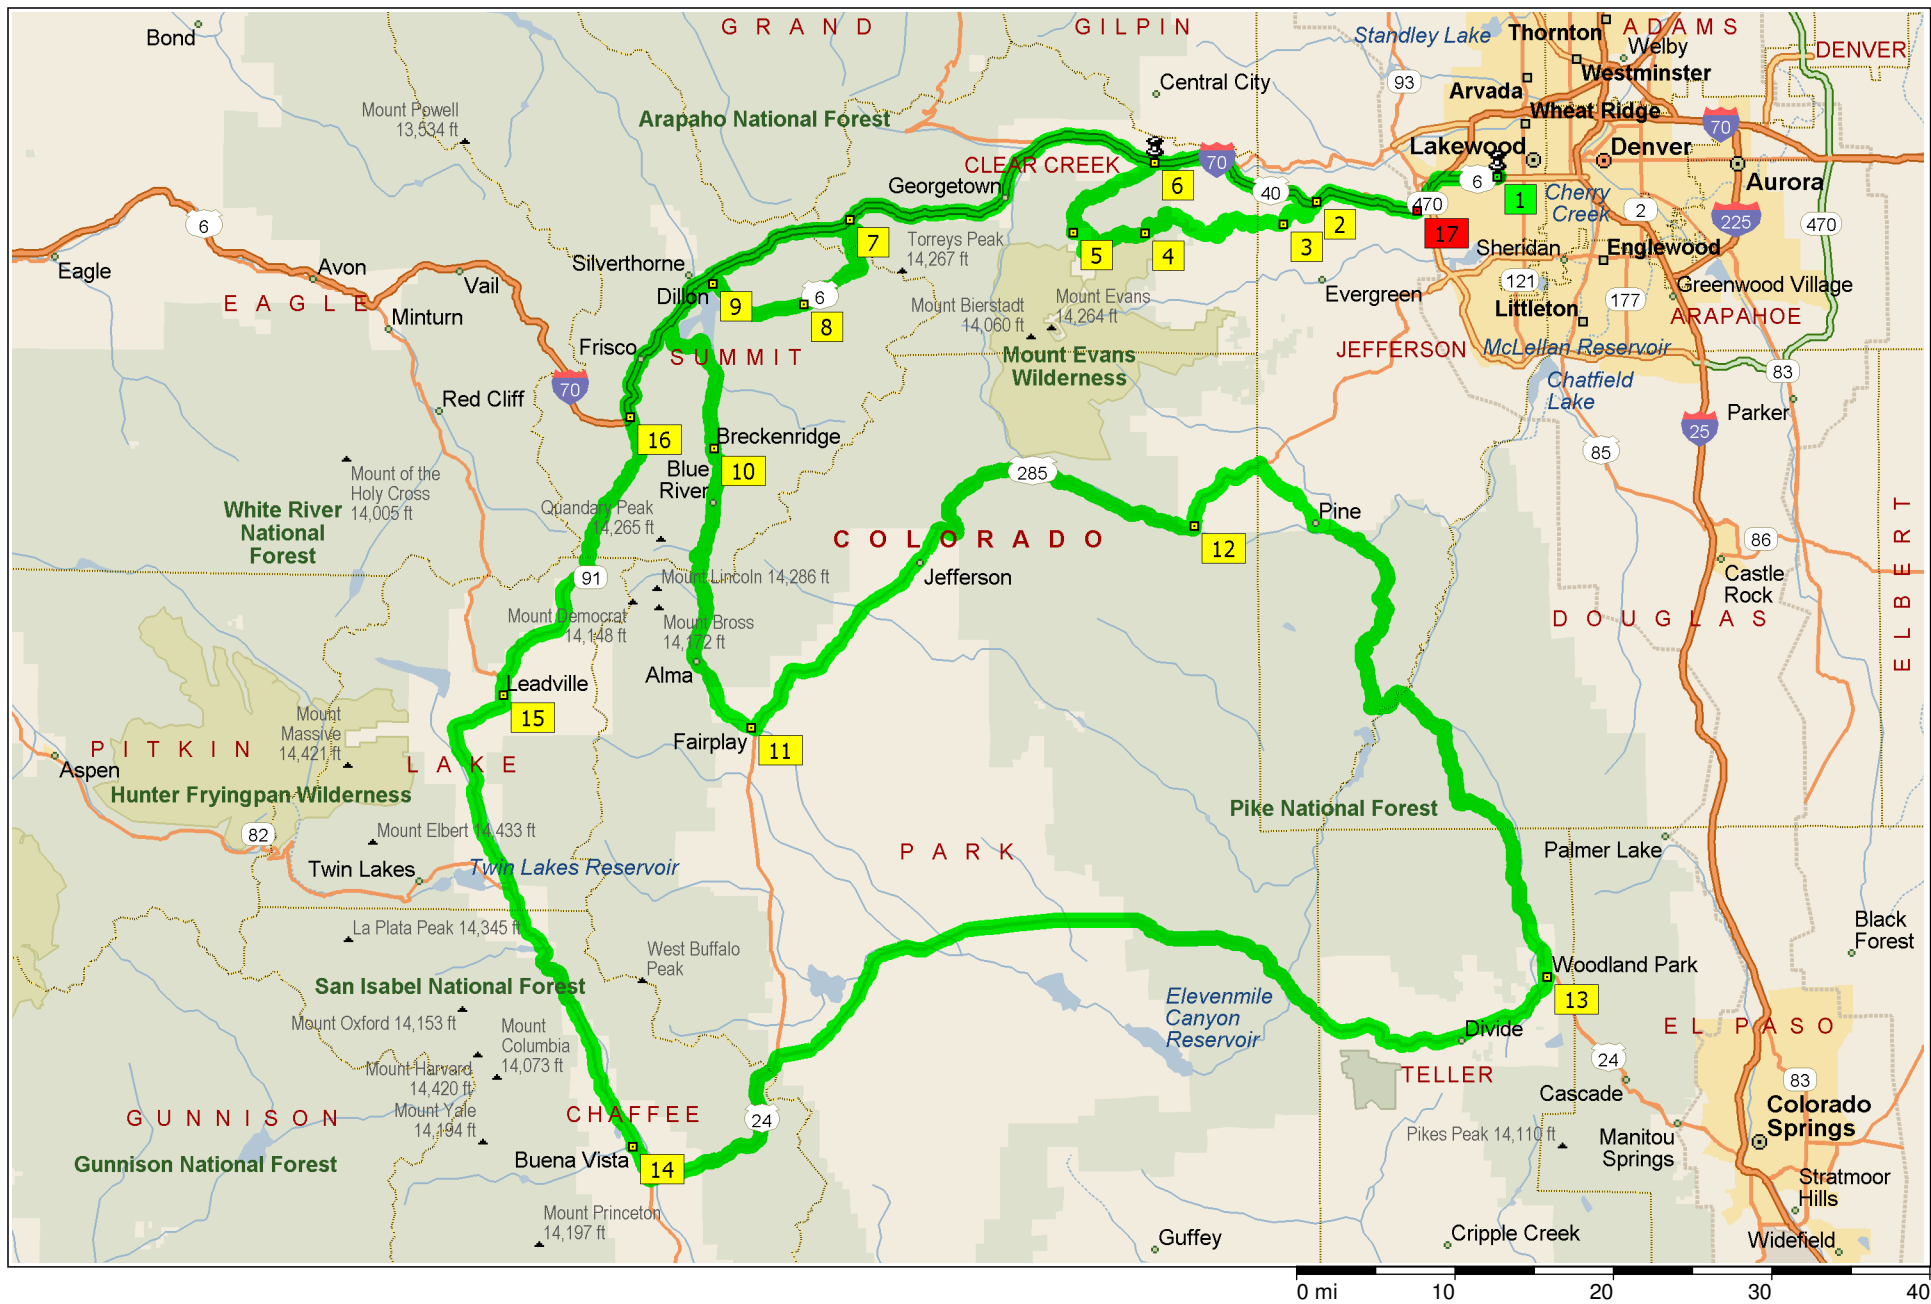 GRAND
GILPIN
ADAMS
Bond
Standley Lake
Thornton
Welby
DENVER
Westminster
93
Arvada
Central City
Mount Powell
13,534 ft
Arapaho National Forest
Wheat Ridge
70
Lakewood
Denver
CLEAR CREEK
70
6
Georgetown
6
40
470
1
Cherry
Creek
Aurora
2
225
470
6
17
2
3
4
5
7
Torreys Peak
14,267 ft
Sheridan
Englewood
Eagle
Avon
Vail
Silverthorne
EAGLE
Dillon
9
6
8
Mount Bierstadt
14,060 ft
Mount Evans
14,264 ft
Evergreen
121
177
Greenwood Village
Littleton
ARAPAHOE
Minturn
Frisco
SUMMIT
Mount Evans
Wilderness
JEFFERSON
McLellan Reservoir
83
70
Red Cliff
Chatfield
Lake
Parker
25
16
Breckenridge
10
Blue
River
85
Mount of the
Holy Cross
14,005 ft
285
White River
National
Forest
Quandary Peak
14,265 ft
Pine
ELBERT
COLORADO
12
86
Jefferson
Castle
Rock
91
Mount Lincoln 14,286 ft
Mount Democrat
14,148 ft
Mount Bross
14,172 ft
DOUGLAS
Alma
Leadville
15
Mount
Massive
14,421 ft
Fairplay
11
PITKIN
LAKE
Aspen
Hunter Fryingpan Wilderness
Pike National Forest
82
Mount Elbert 14,433 ft
PARK
Palmer Lake
Twin Lakes
Twin Lakes Reservoir
La Plata Peak 14,345 ft
Black
Forest
West Buffalo
Peak
Woodland Park
13
San Isabel National Forest
Elevenmile
Canyon
Reservoir
Mount Oxford 14,153 ft
Mount
Columbia
14,073 ft
Divide
EL PASO
24
Mount Harvard
14,420 ft
TELLER
Cascade
83
Mount Yale
14,194 ft
GUNNISON
CHAFFEE
24
Colorado
Springs
Gunnison National Forest
Buena Vista
14
Pikes Peak 14,110 ft
Manitou
Springs
Stratmoor
Hills
Mount Princeton
14,197 ft
Guffey
Cripple Creek
Widefield
0 mi
10
20
30
40